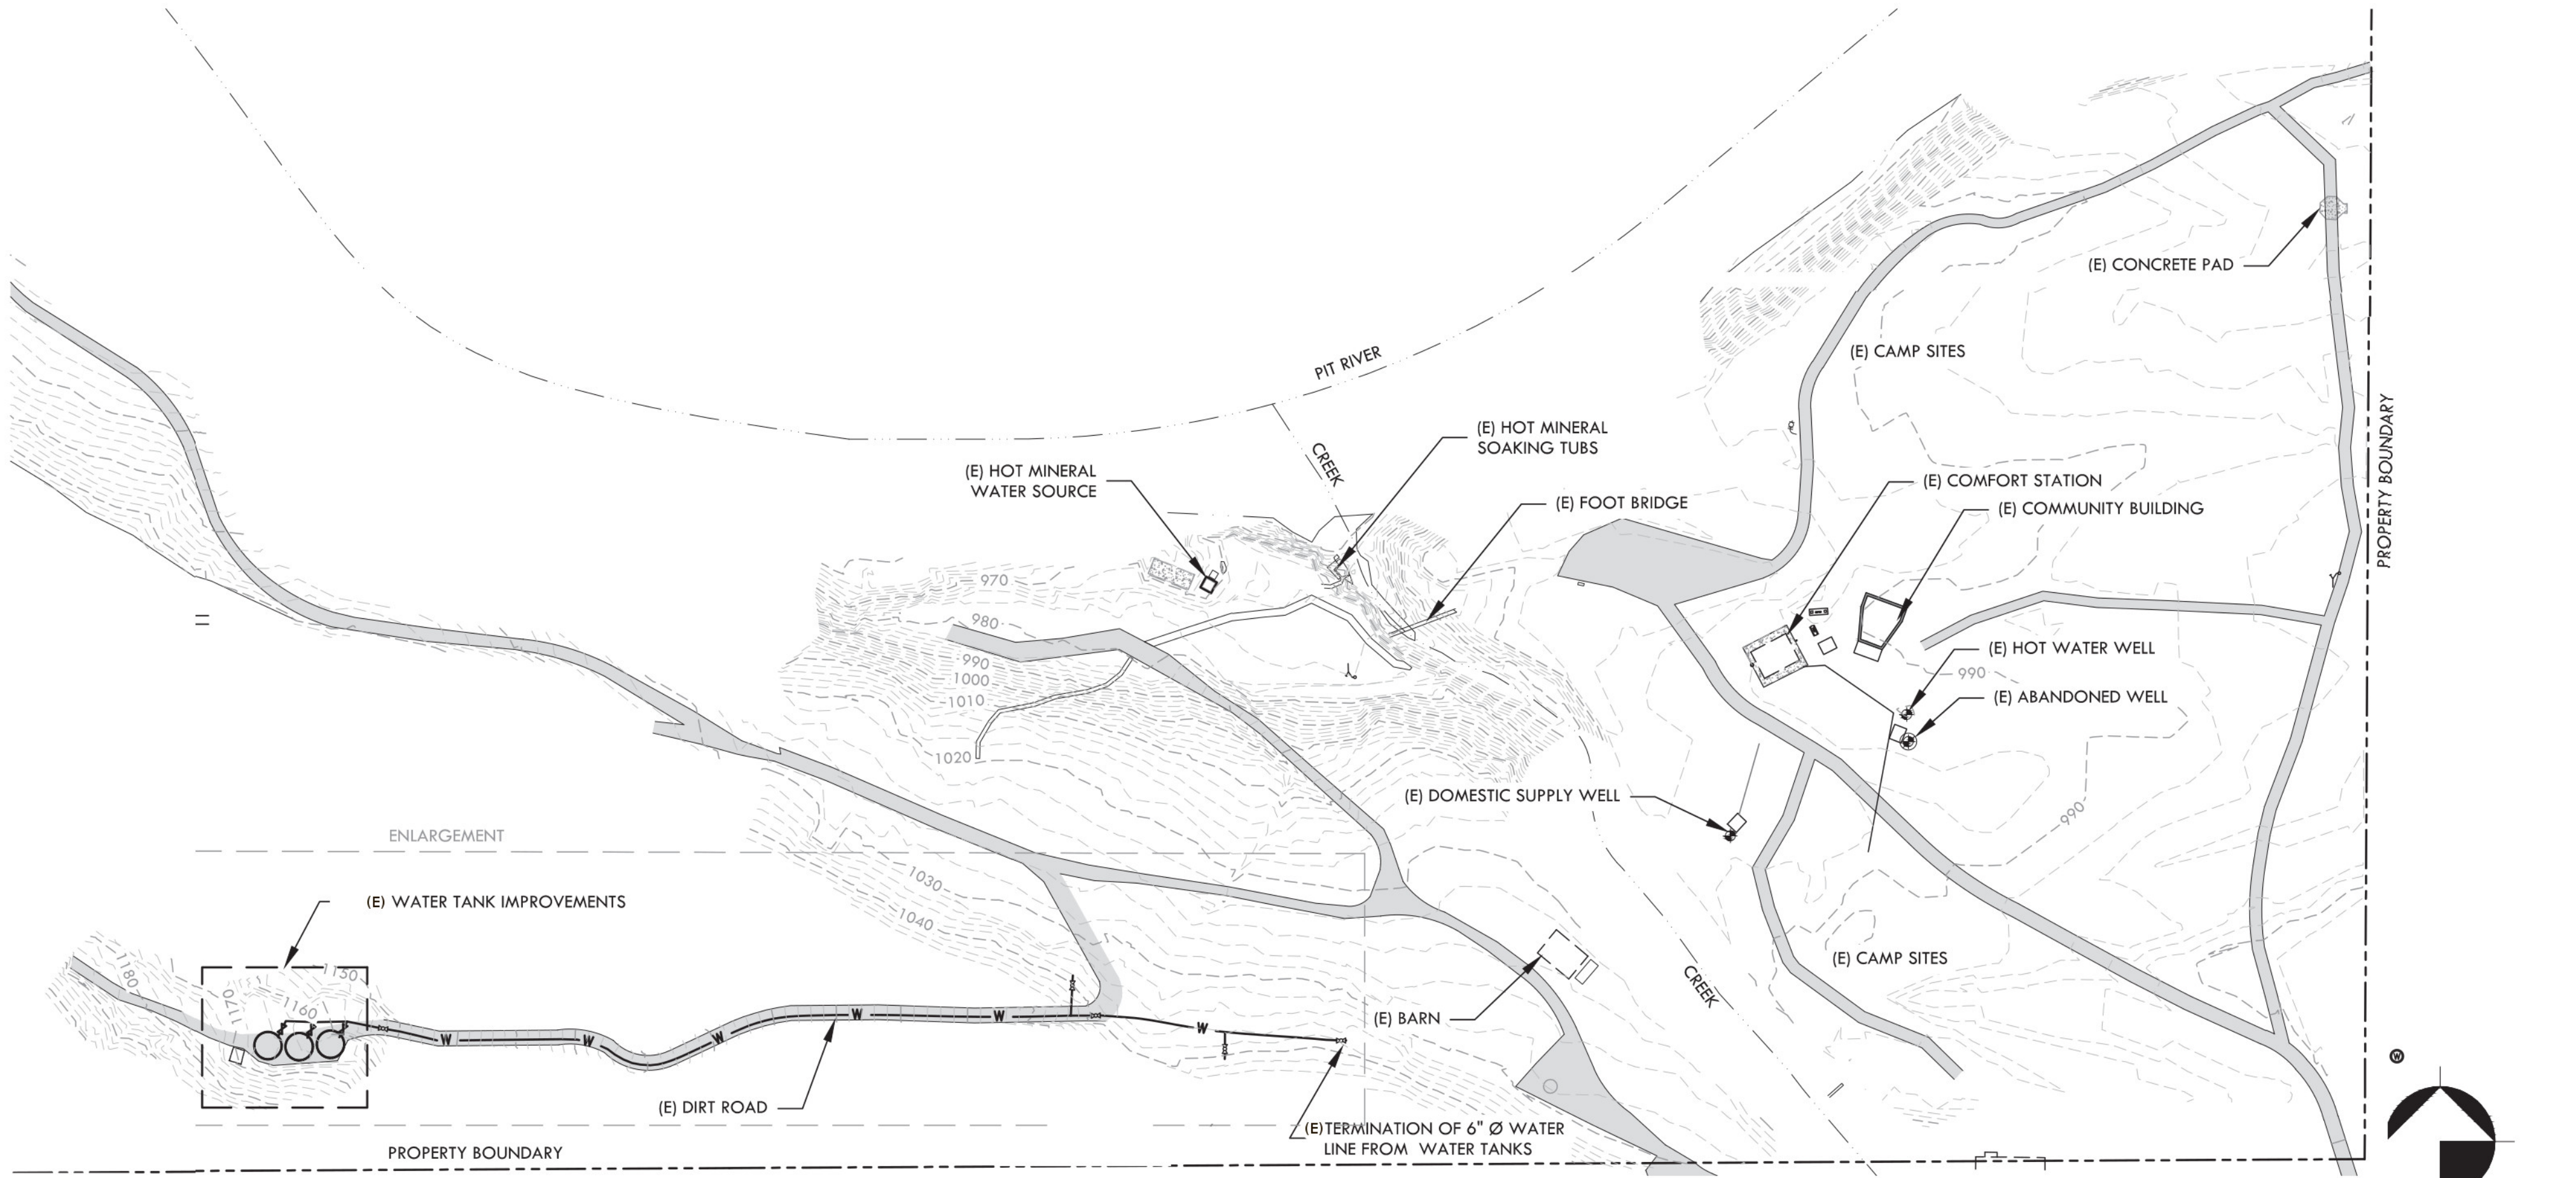 (E) CONCRETE PAD
(E) CAMP SITES
PIT RIVER
PROPERTY BOUNDARY
(E) HOT MINERAL
SOAKING TUBS
CREEK
(E) HOT MINERAL
WATER SOURCE
(E) COMFORT STATION
(E) FOOT BRIDGE
(E) COMMUNITY BUILDING
970
980
990
1000
1010
1020
(E) HOT WATER WELL
990
(E) ABANDONED WELL
(E) DOMESTIC SUPPLY WELL
990
ENLARGEMENT
1030
1040
(E) WATER TANK IMPROVEMENTS
(E) CAMP SITES
1180
1170
1150
1160
CREEK
W
W
W
W
W
W
(E) BARN
W
(E) DIRT ROAD
(E)TERMINATION OF 6" Ø WATER
LINE FROM WATER TANKS
PROPERTY BOUNDARY